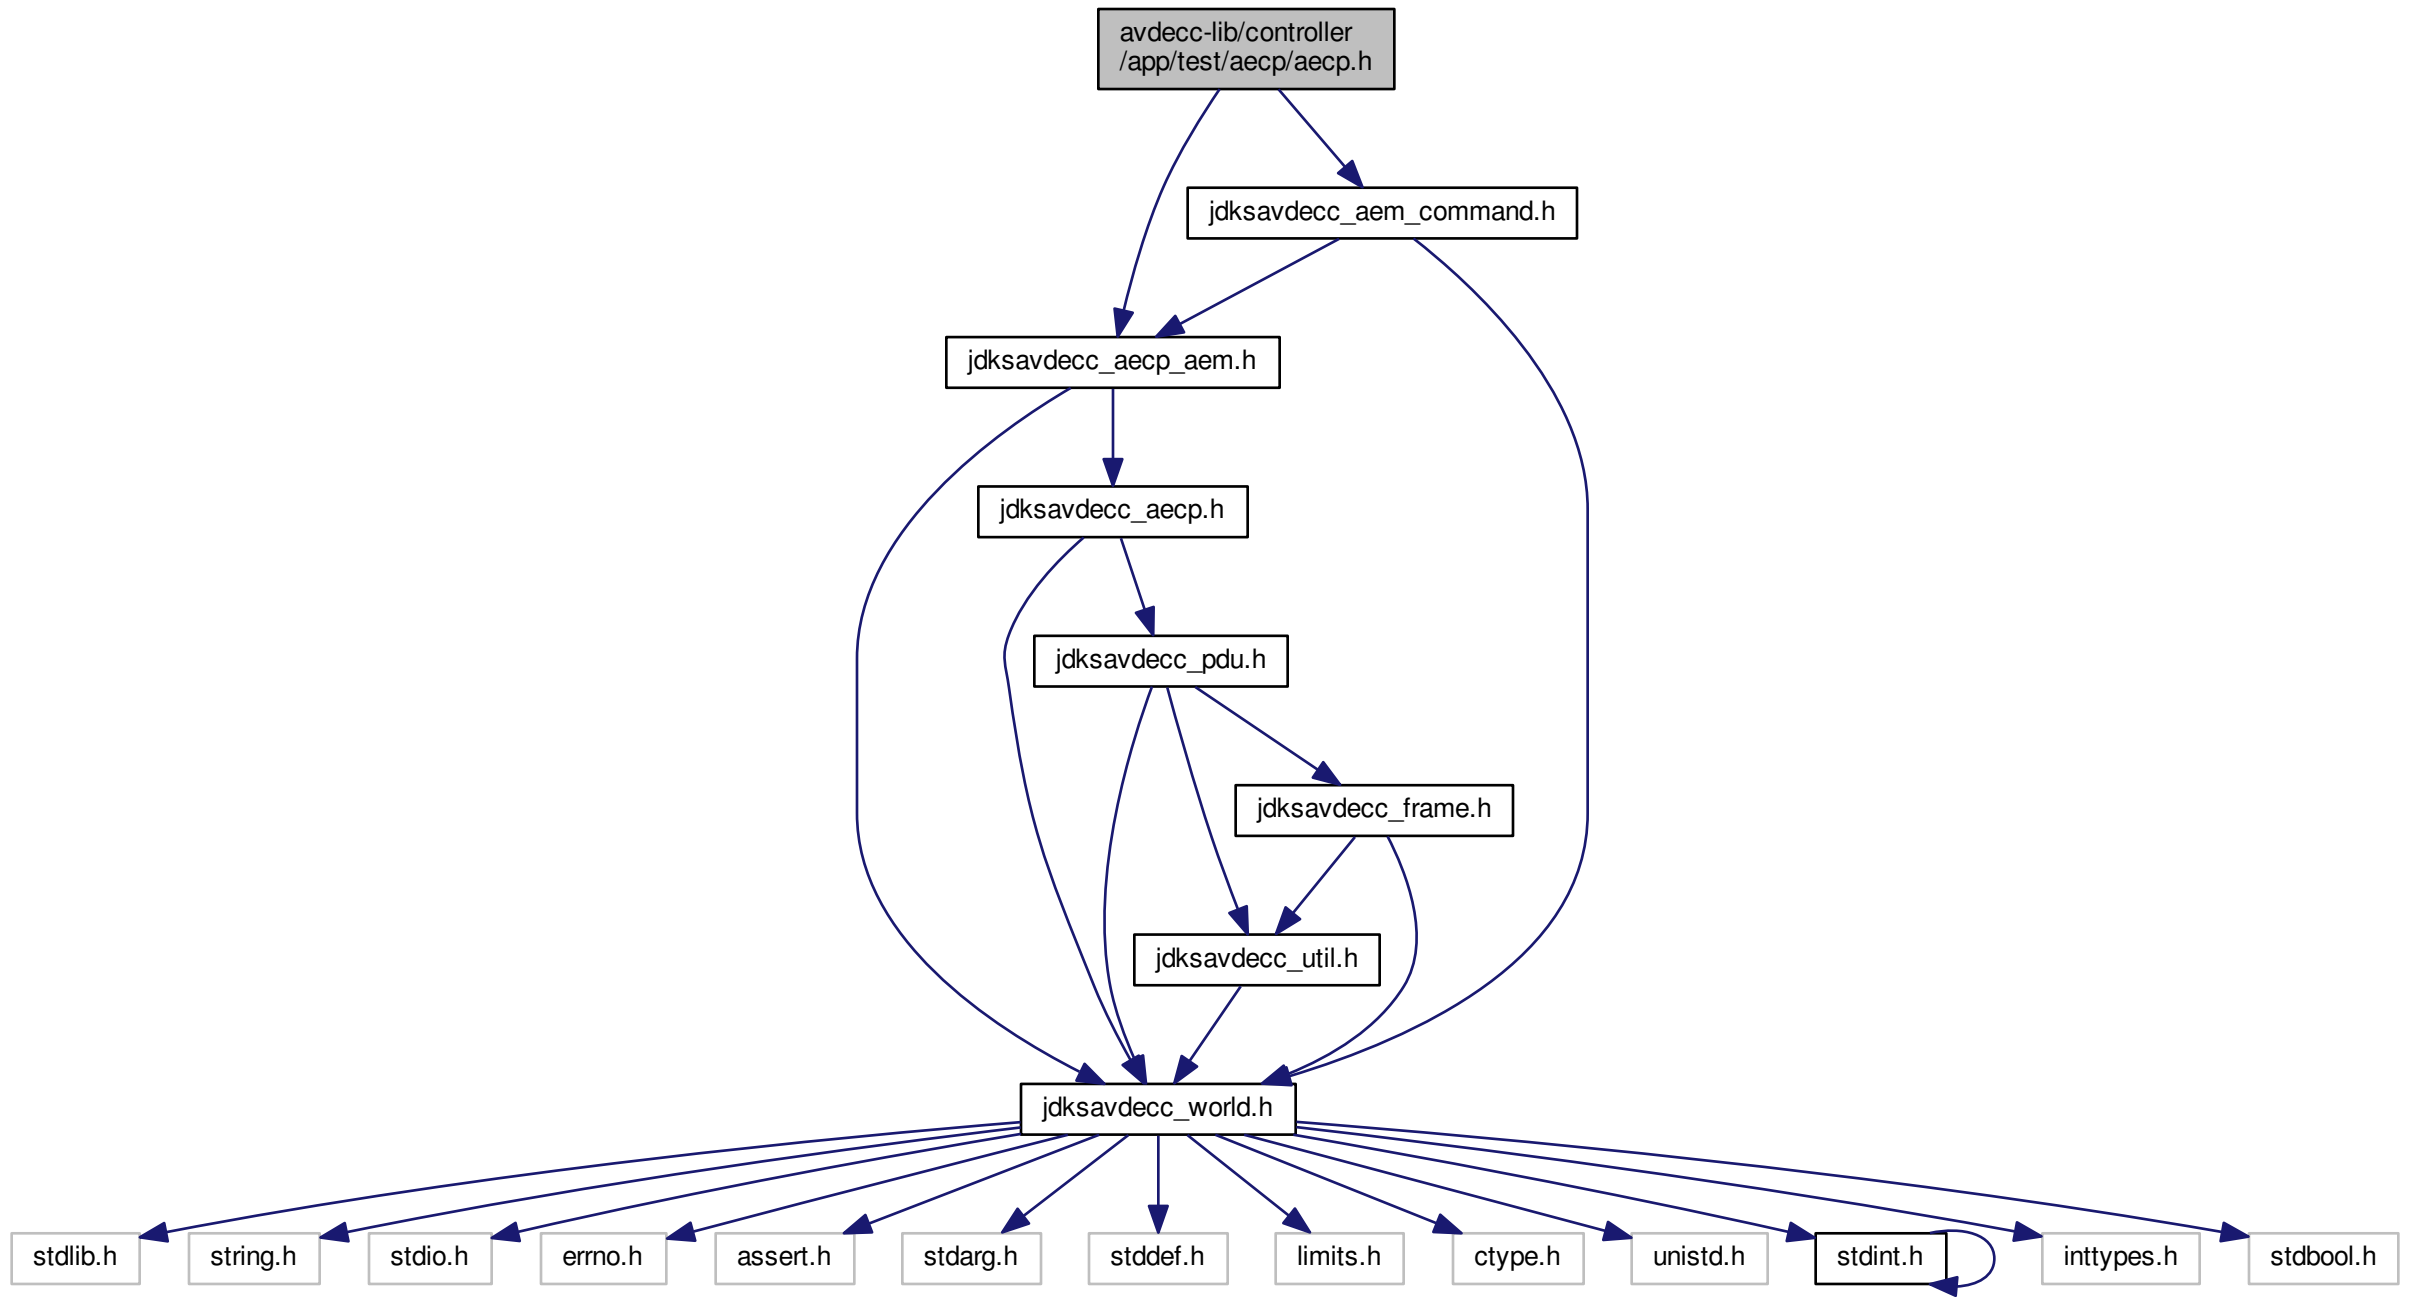 avdecc-lib/controller
/app/test/aecp/aecp.h
jdksavdecc_aem_command.h
jdksavdecc_aecp_aem.h
jdksavdecc_aecp.h
jdksavdecc_pdu.h
jdksavdecc_frame.h
jdksavdecc_util.h
jdksavdecc_world.h
stdlib.h
string.h
stdio.h
errno.h
assert.h
stdarg.h
stddef.h
limits.h
ctype.h
unistd.h
stdint.h
inttypes.h
stdbool.h